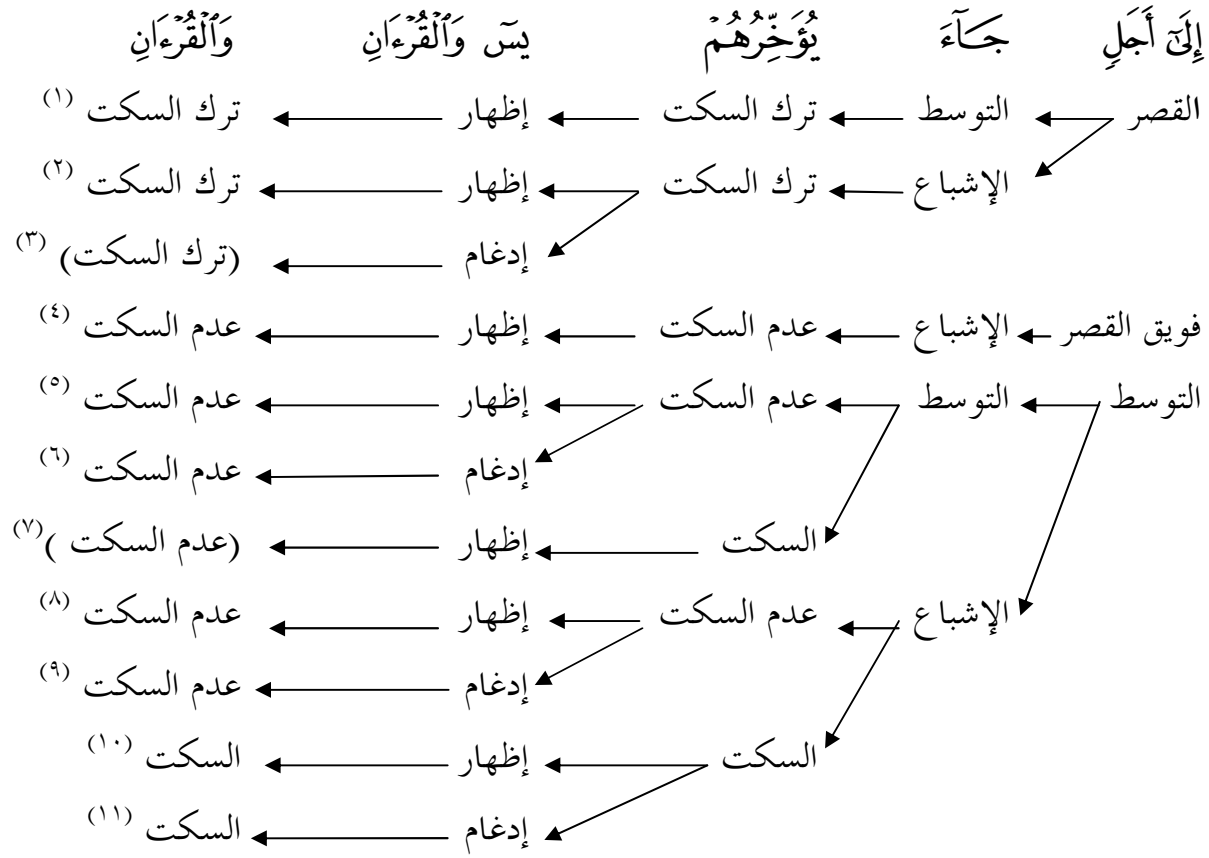 إِلَىٰٓ أَجَلٖ جَآءَ يُؤَخِّرُهُمۡ يسٓ وَٱلۡقُرۡءَانِ وَٱلۡقُرۡءَانِ
القصر التوسط ترك السكت إظهار ترك السكت (١)
الإشباع ترك السكت إظهار ترك السكت (٢)
إدغام (ترك السكت) (٣)
فويق القصر الإشباع عدم السكت إظهار عدم السكت (٤)
التوسط التوسط عدم السكت إظهار عدم السكت (٥)
إدغام عدم السكت (٦)
السكت إظهار (عدم السكت ) (٧)
الإشباع عدم السكت إظهار عدم السكت (٨)
إدغام عدم السكت (٩)
السكت إظهار السكت (١٠)
إدغام السكت (١١)